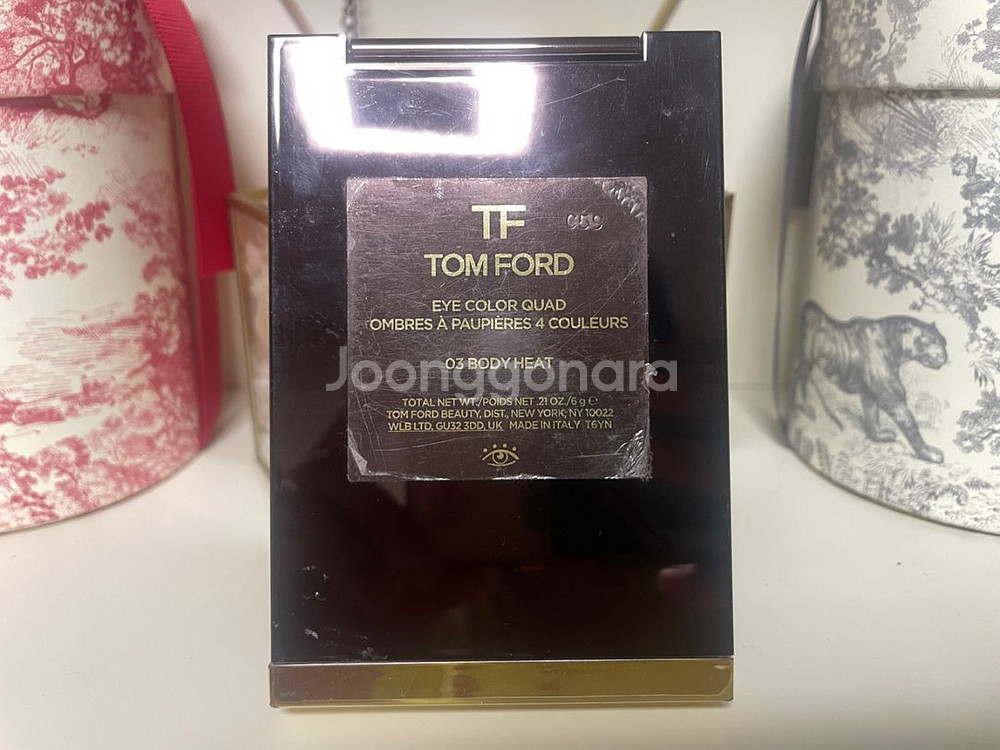 TF
C59
TOM FORD
EYE COLOR QUAD
OMBRES À PAUPIÈRES 4 COULEURS
03 BODY HEAT
Joonggonara
TOTAL NET WT./POIDS NET .21 OZ./6 g ℮
TOM FORD BEAUTY, DIST., NEW YORK, NY 10022
WLB LTD, GU32 3DD, UK MADE IN ITALY T6YN